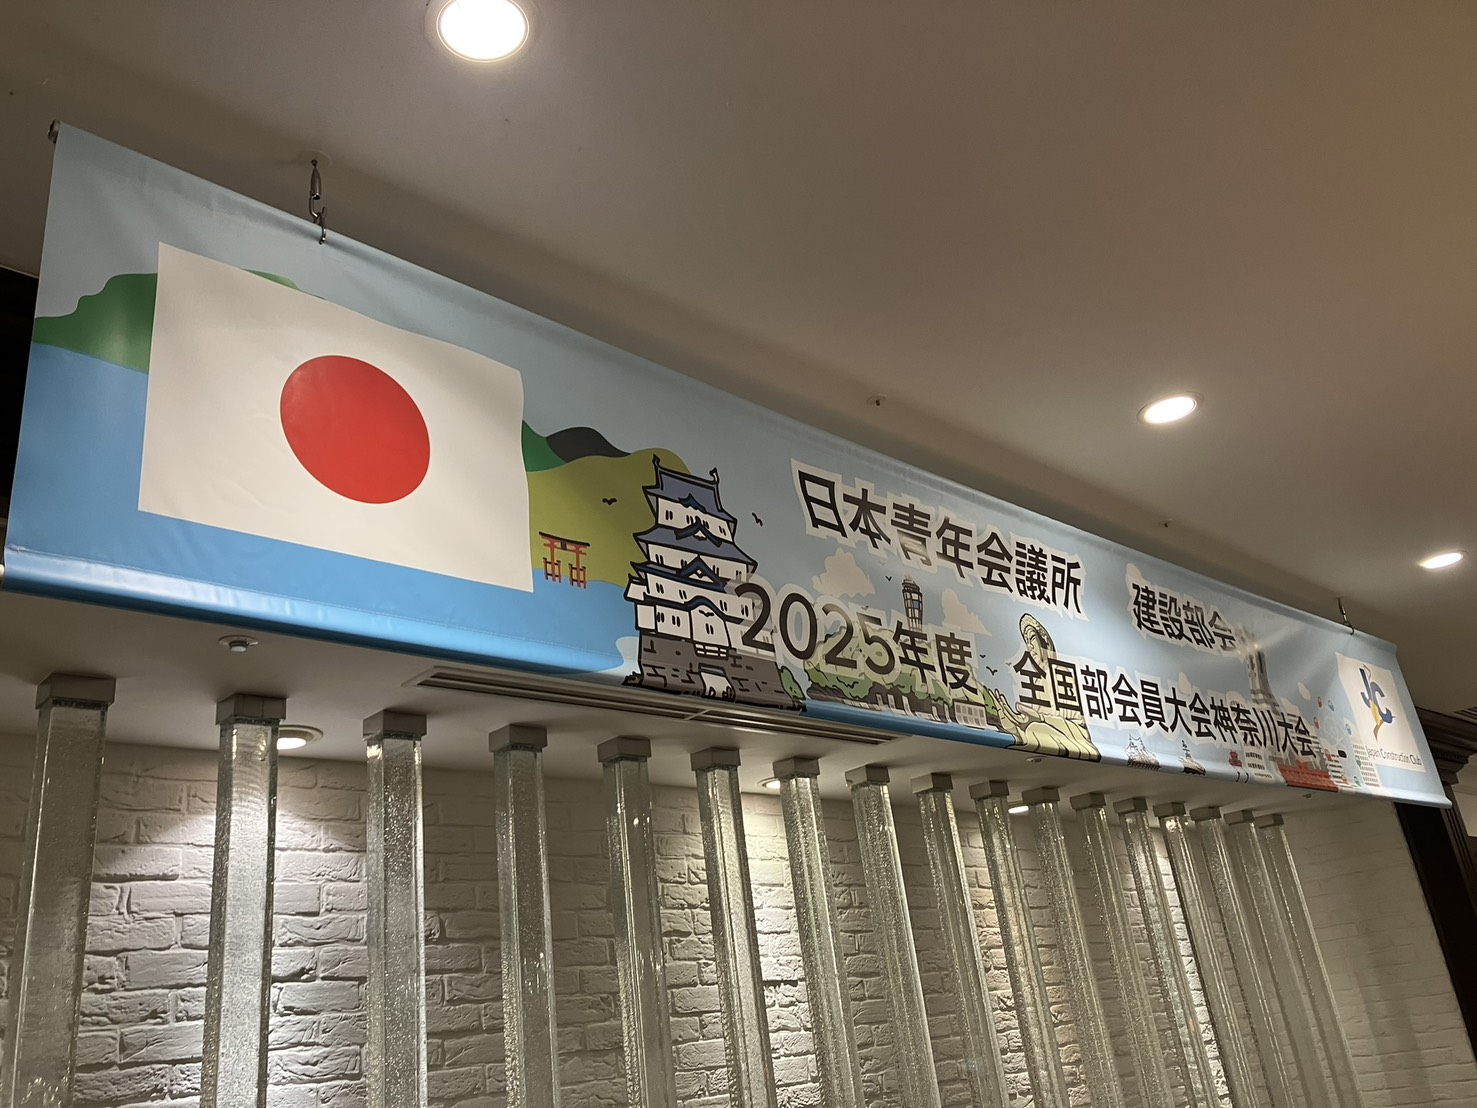 日本青年会議所 建設部会
2025年度 全国部会員大会神奈川大会
JC
Japan Construction Club